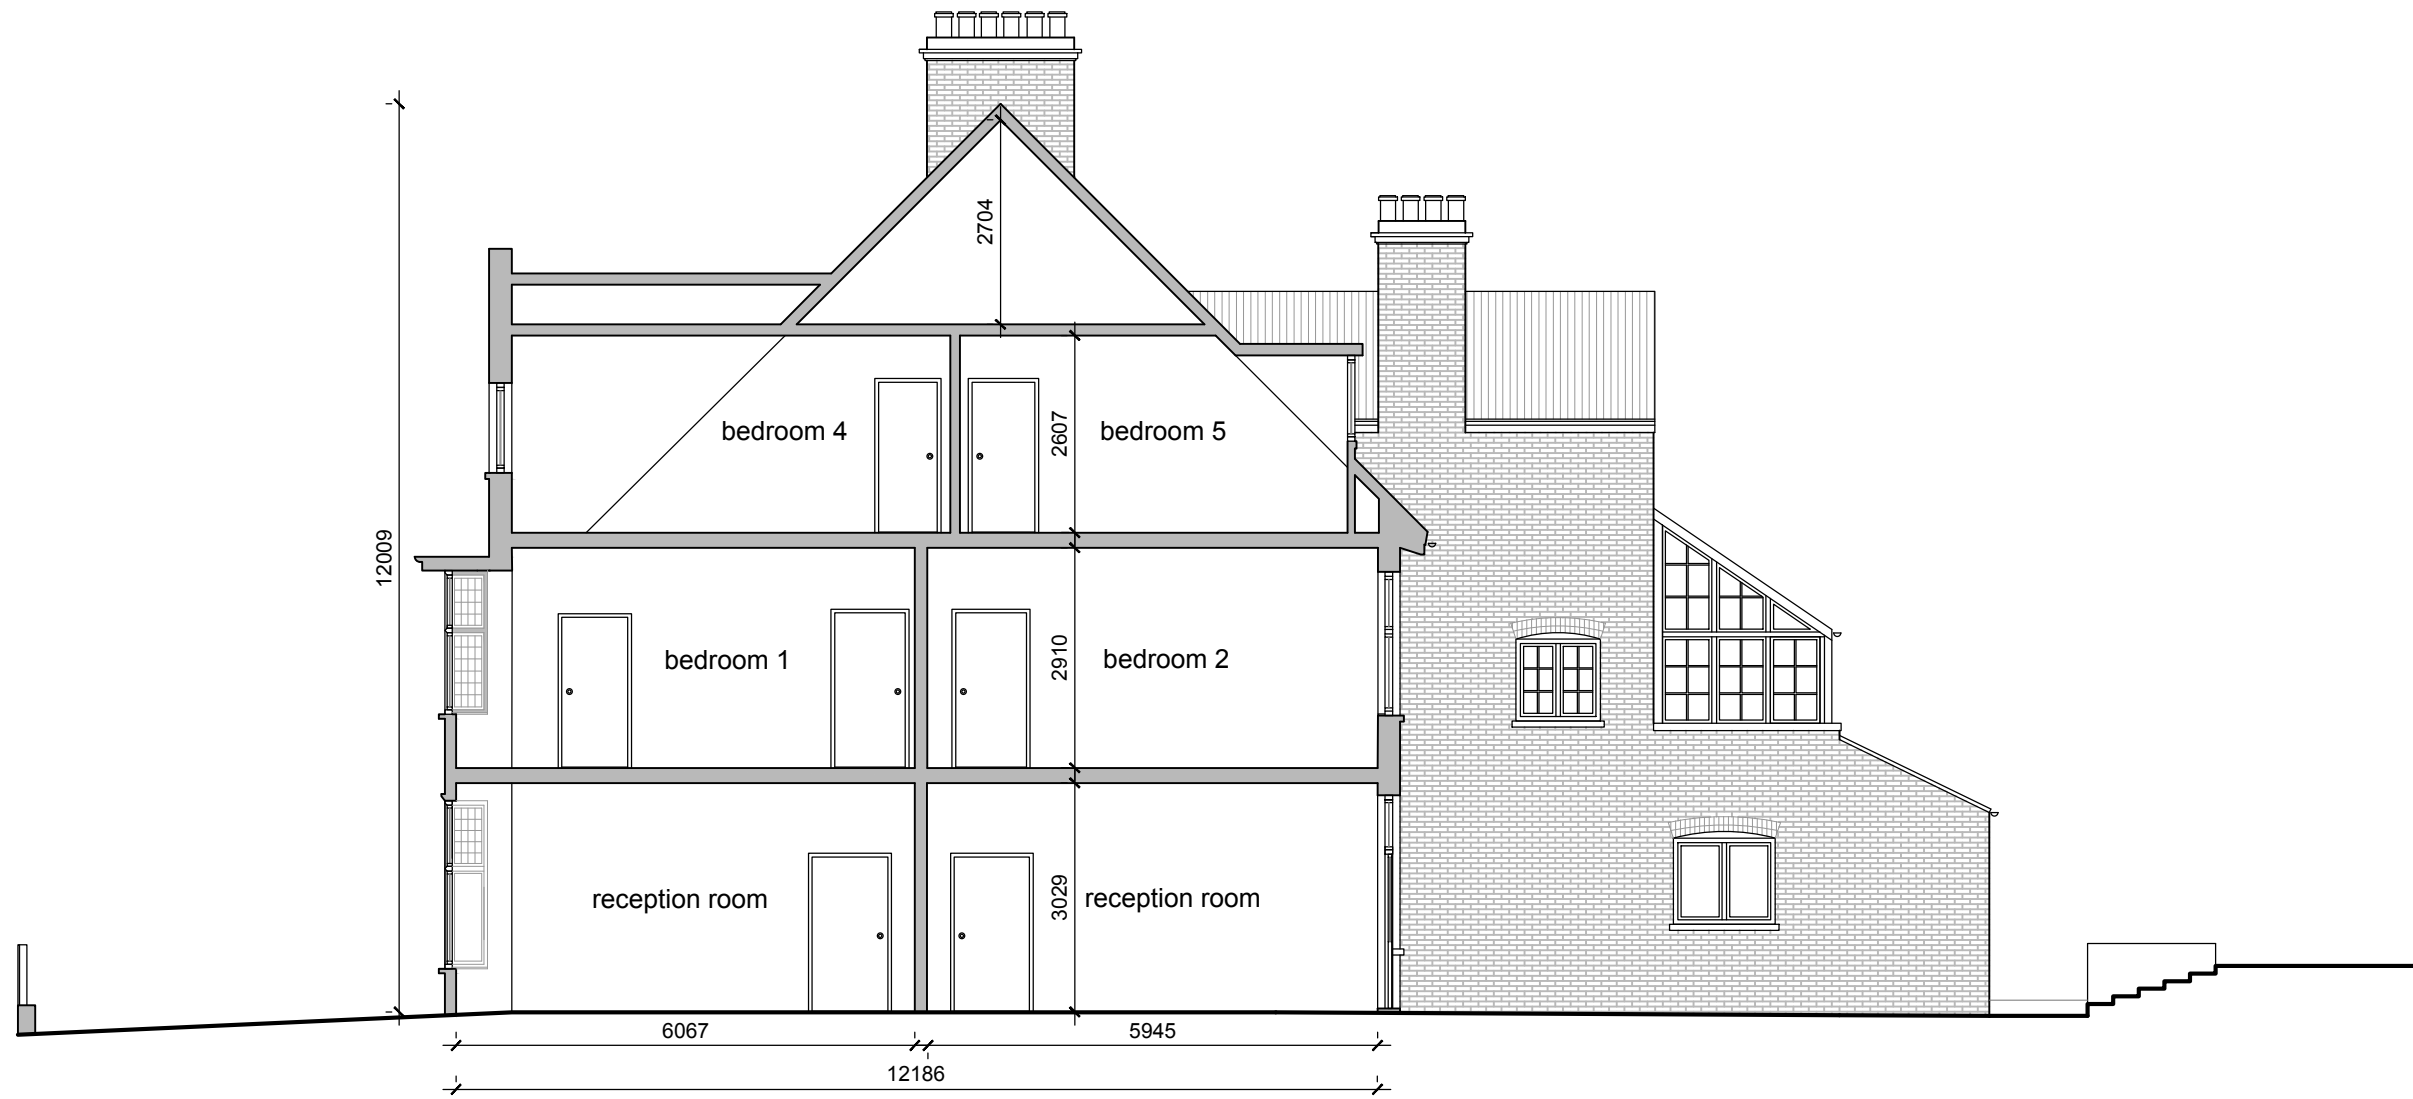 2704
bedroom 4
2607
bedroom 5
12009
bedroom 1
2910
bedroom 2
reception room
3029
reception room
6067
5945
12186